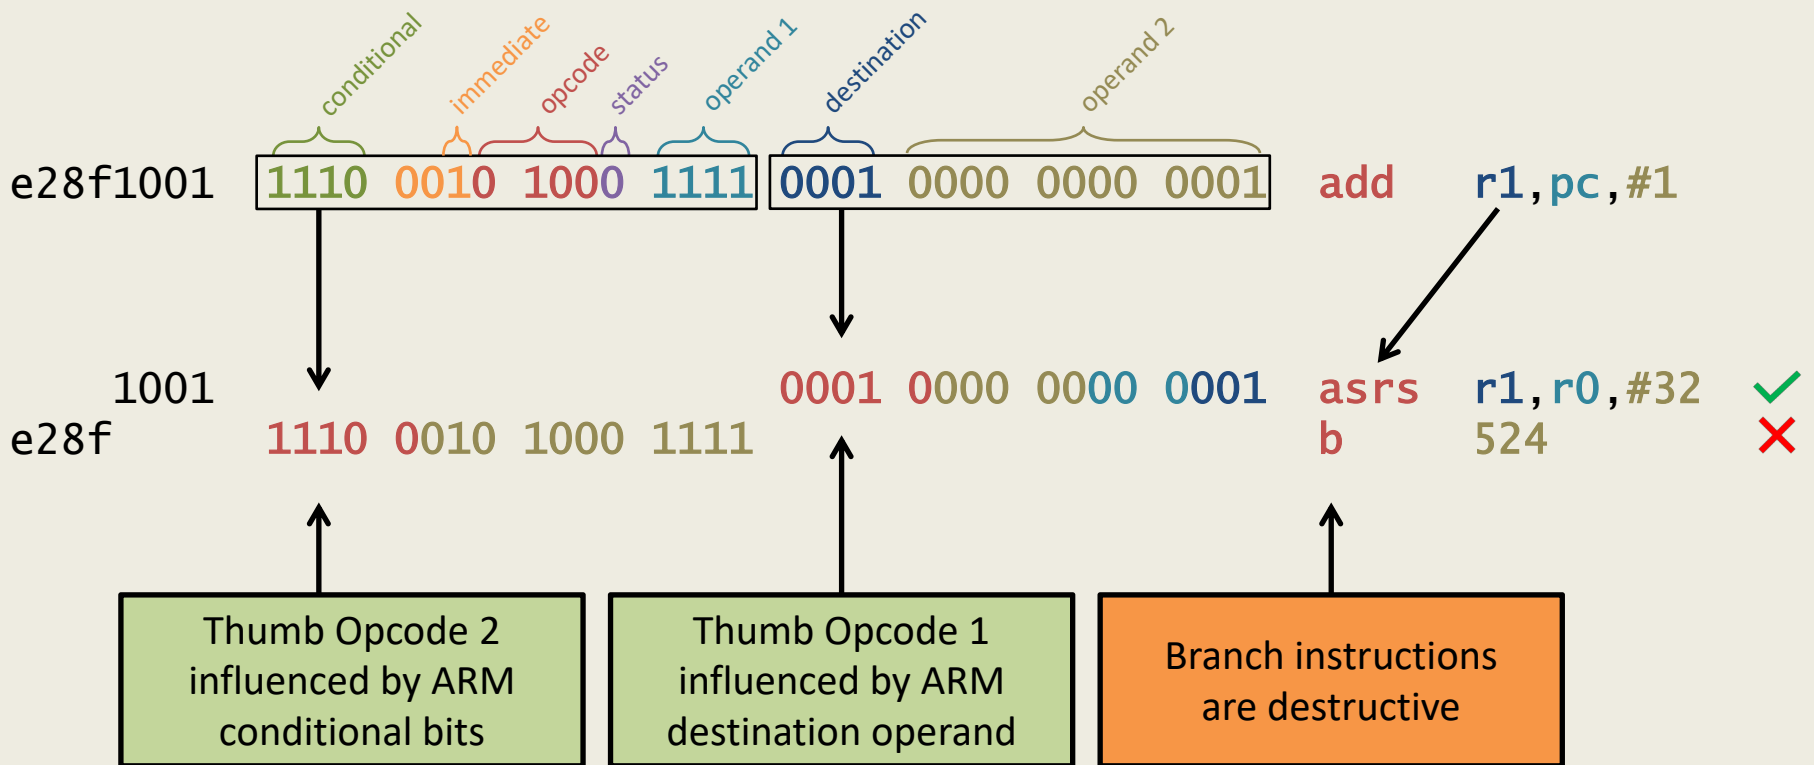 conditional immediate opcode status operand 1 destination operand 2
e28f1001 1110 0010 1000 1111 0001 0000 0000 0001 add r1,pc,#1
1001 0001 0000 0000 0001 asrs r1,r0,#32 ✓
e28f 1110 0010 1000 1111 b 524 ✕
Thumb Opcode 2
influenced by ARM
conditional bits
Thumb Opcode 1
influenced by ARM
destination operand
Branch instructions
are destructive